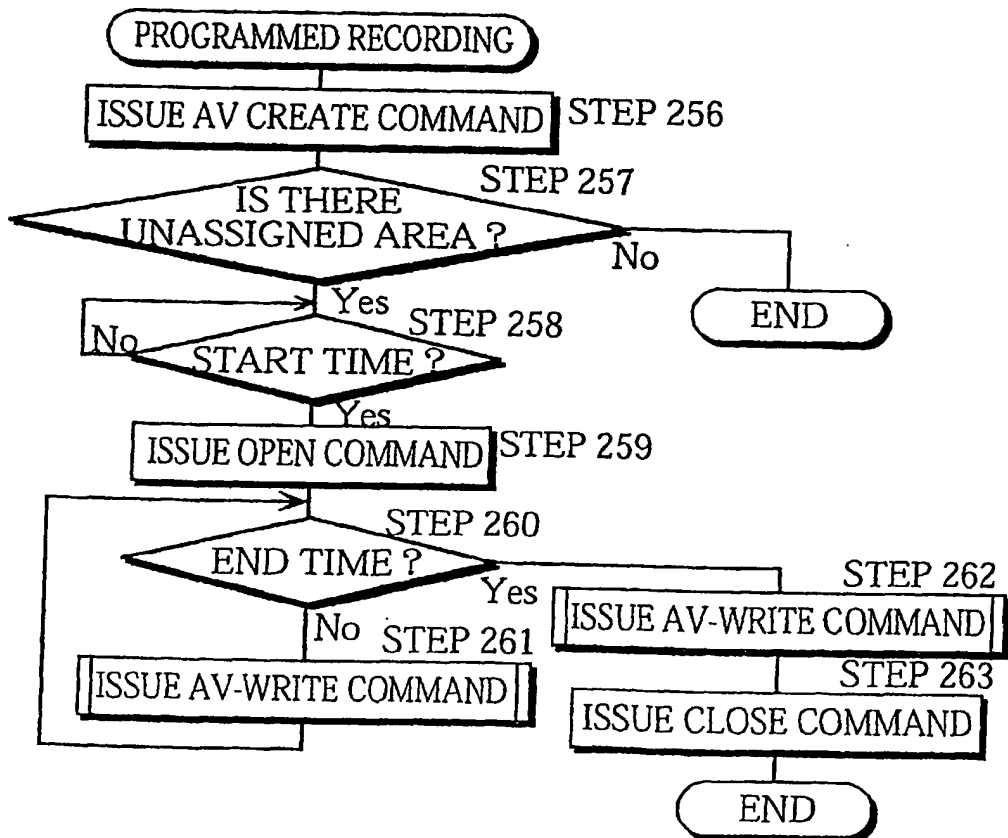 PROGRAMMED RECORDING
ISSUE AV CREATE COMMAND
STEP 256
STEP 257
IS THERE
UNASSIGNED AREA ?
No
Yes
END
STEP 258
No
START TIME ?
Yes
ISSUE OPEN COMMAND
STEP 259
STEP 260
END TIME ?
Yes
No
STEP 261
ISSUE AV-WRITE COMMAND
STEP 262
ISSUE AV-WRITE COMMAND
STEP 263
ISSUE CLOSE COMMAND
END